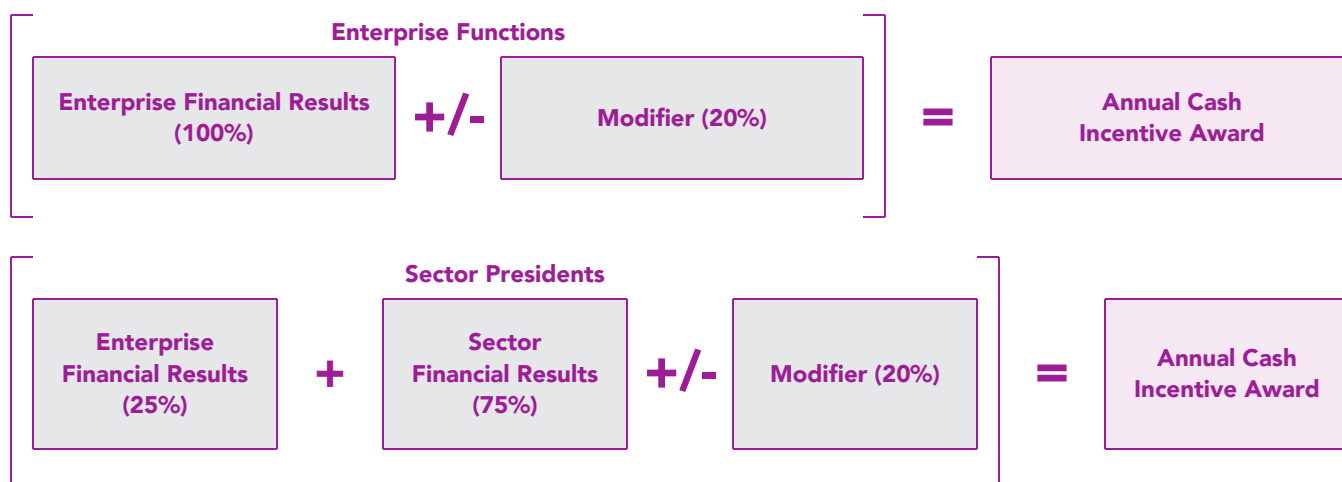 Enterprise Functions
Enterprise Financial Results
(100%)
+/-
Modifier (20%)
=
Annual Cash
Incentive Award
Sector Presidents
Enterprise
Financial Results
(25%)
+
Sector
Financial Results
(75%)
+/-
Modifier (20%)
=
Annual Cash
Incentive Award